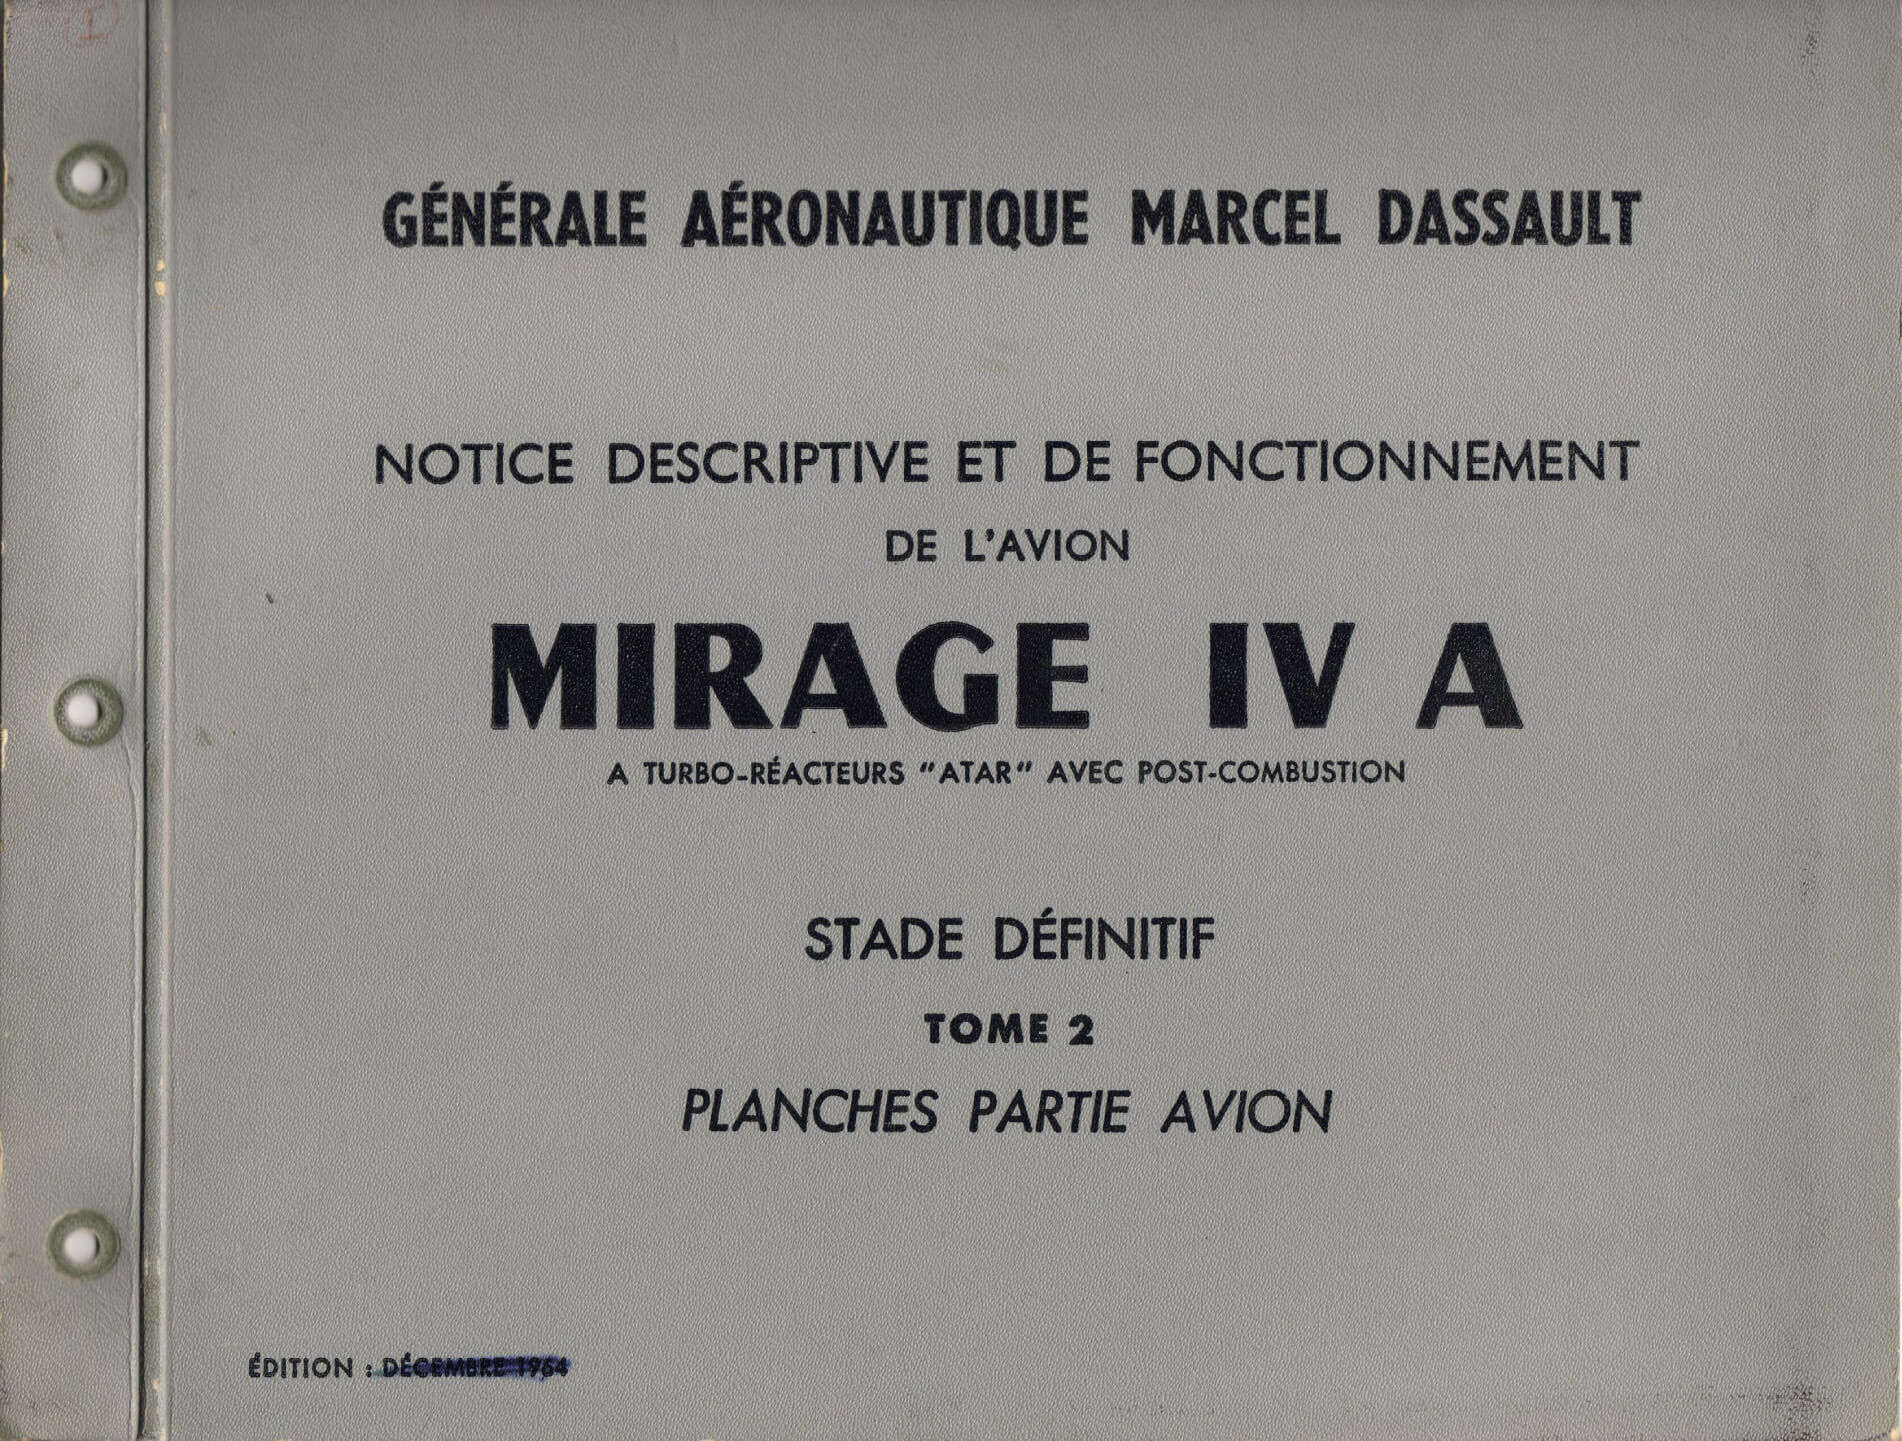 I
GÉNÉRALE AÉRONAUTIQUE MARCEL DASSAULT
NOTICE DESCRIPTIVE ET DE FONCTIONNEMENT
DE L'AVION
MIRAGE IV A
A TURBO-RÉACTEURS "ATAR" AVEC POST-COMBUSTION
STADE DÉFINITIF
TOME 2
PLANCHES PARTIE AVION
ÉDITION : DÉCEMBRE 1964